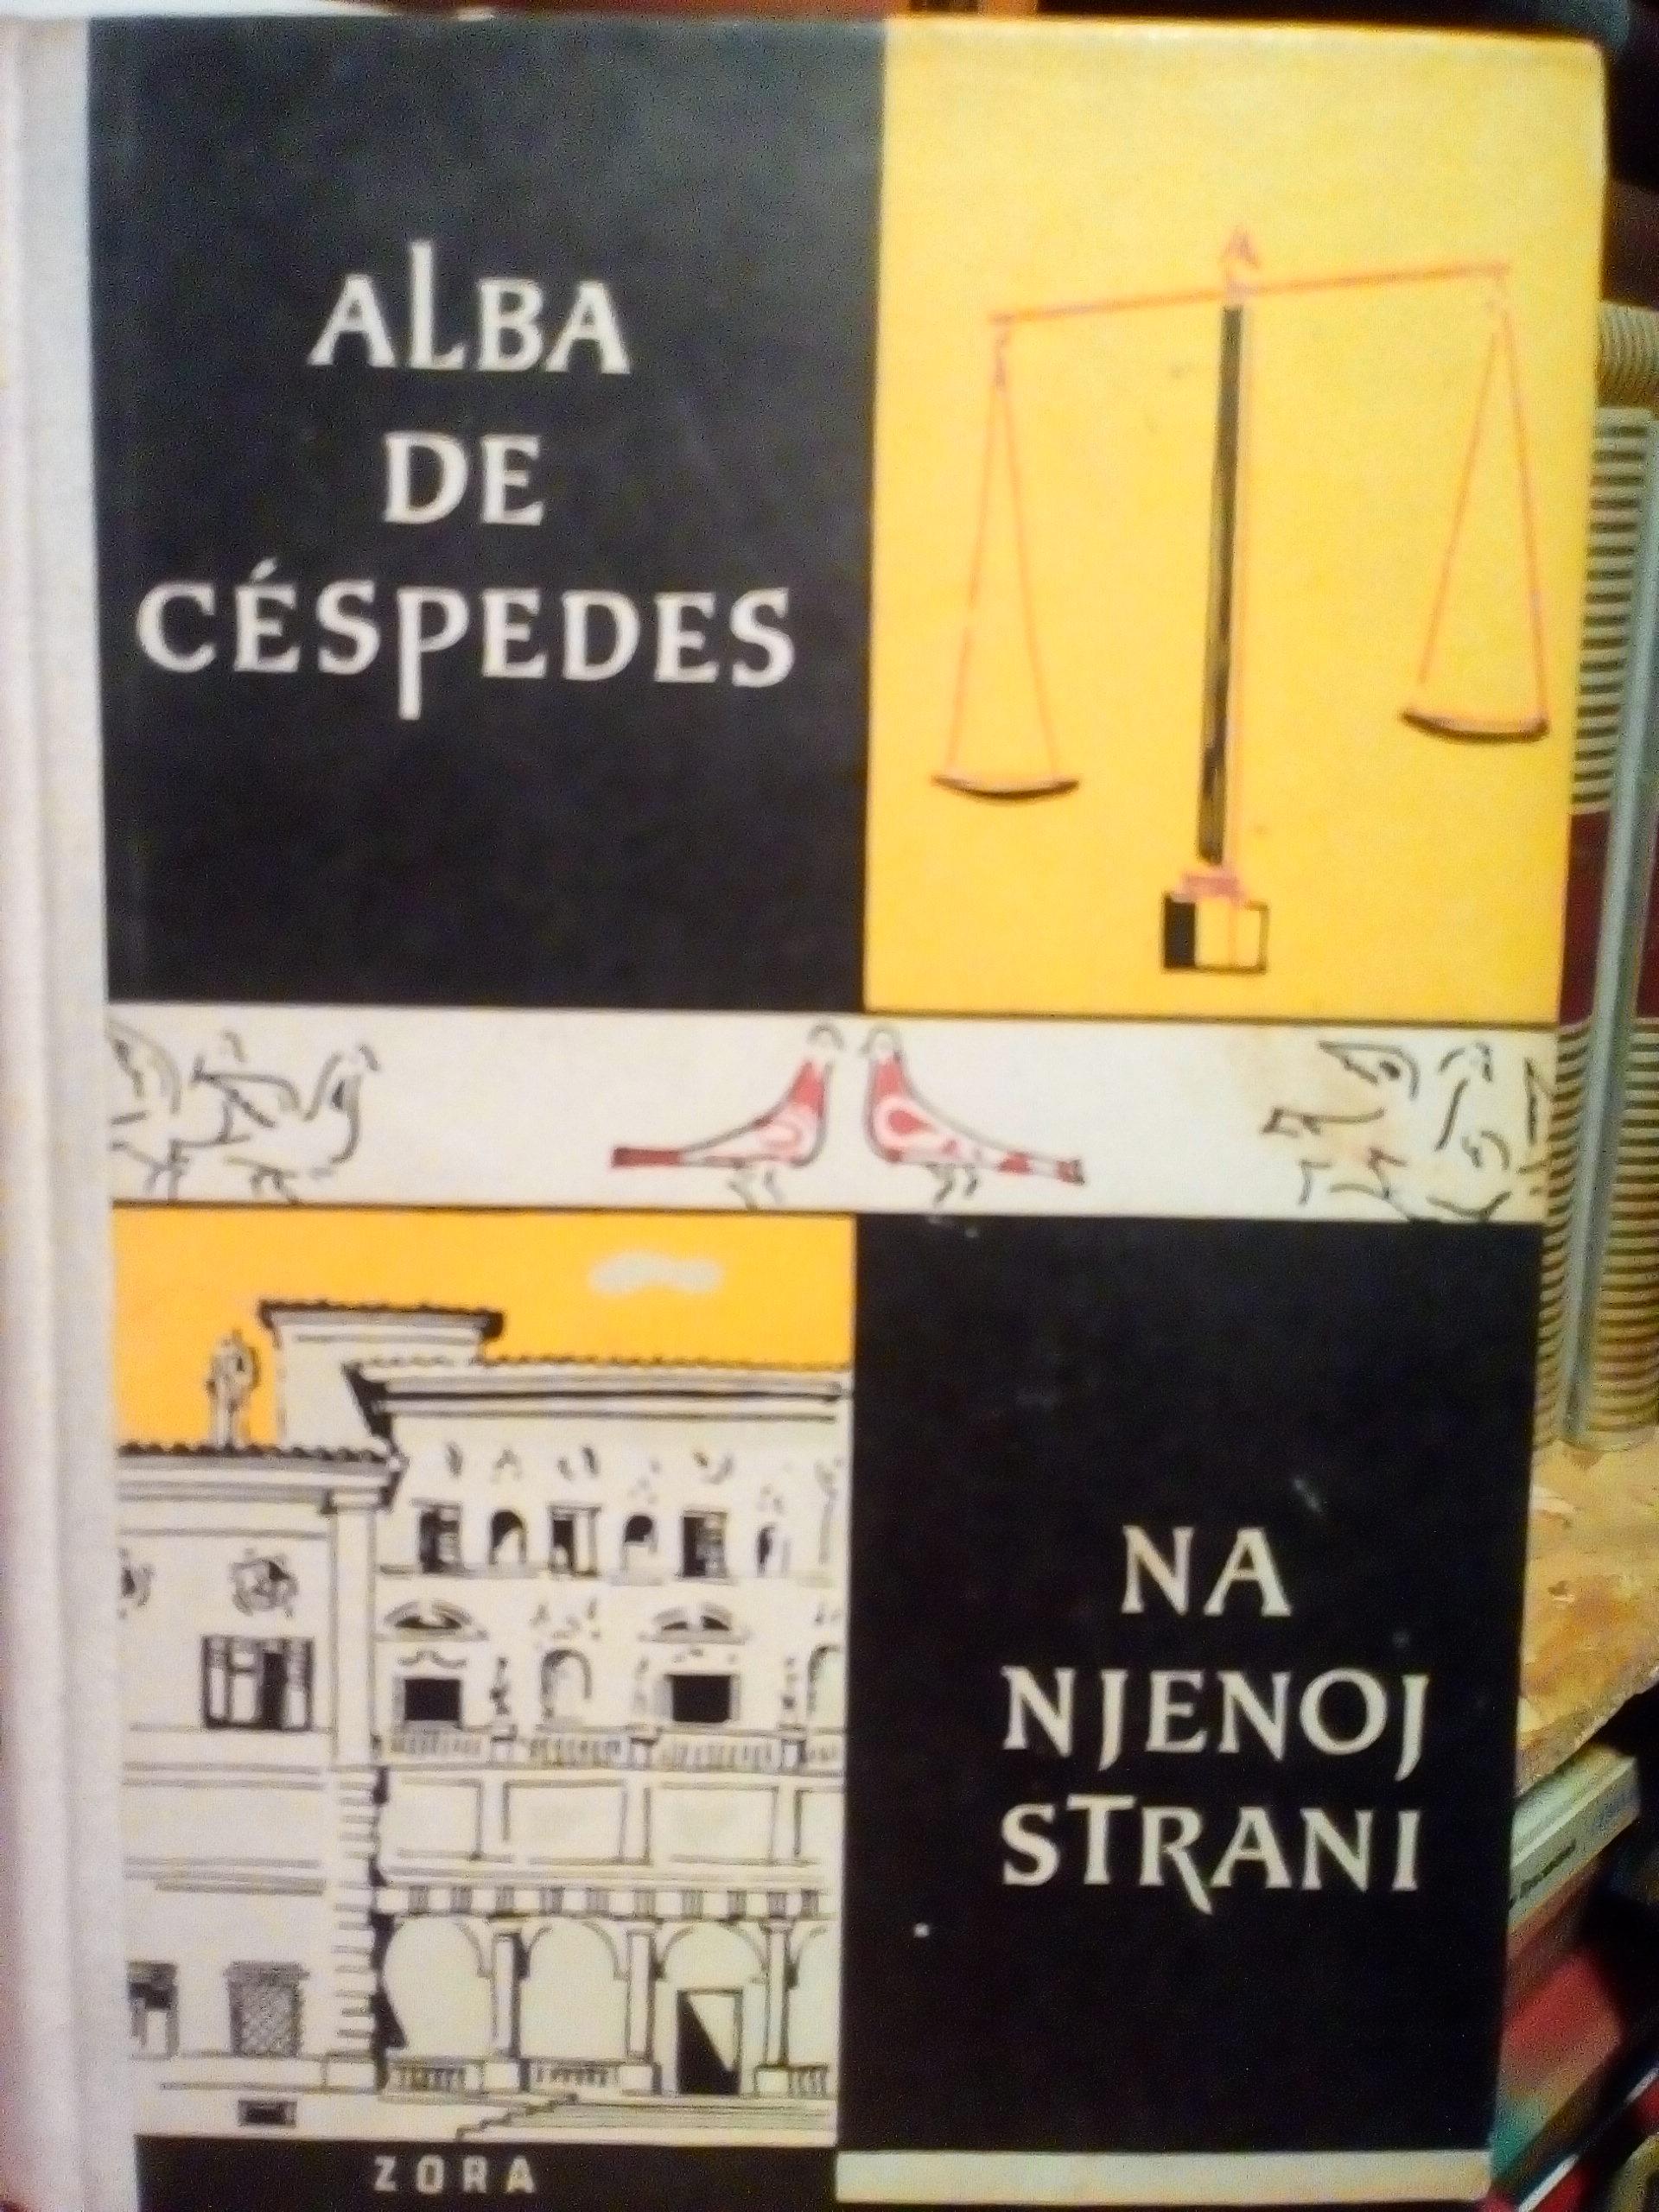 ALBA
DE
CÉSPEDES
NA
NJENOJ
STRANI
ZORA